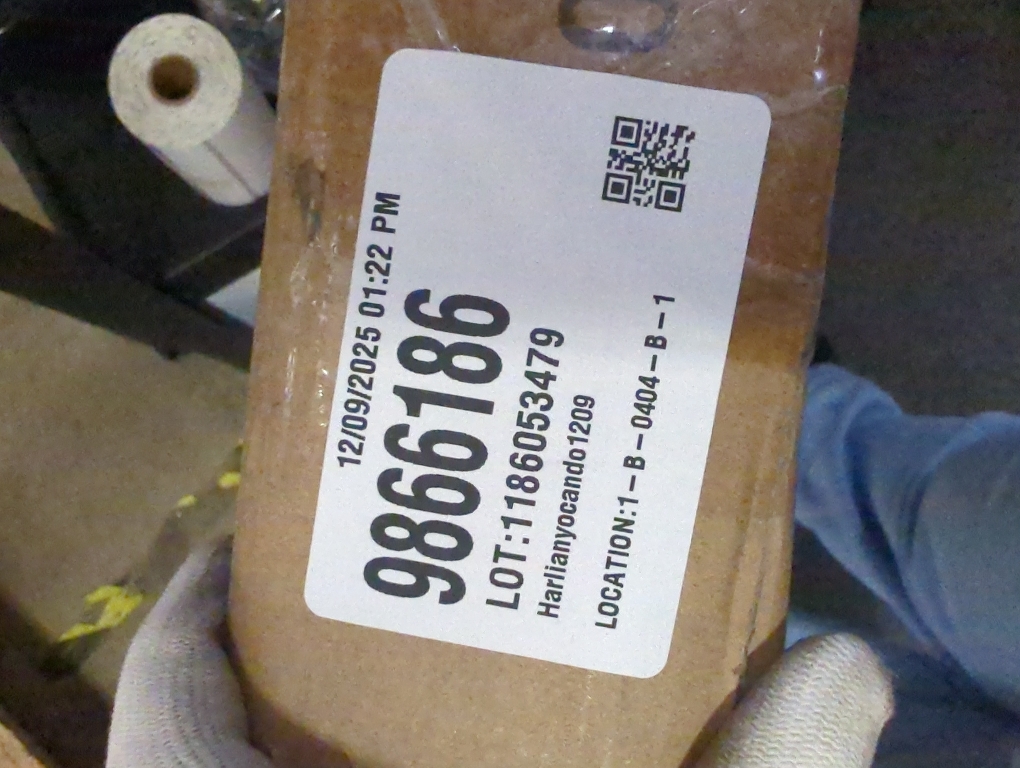 12/09/2025 01:22 PM
9866186
LOT:1186053479
Harlianyocando1209
LOCATION:1-B-0404-B-1